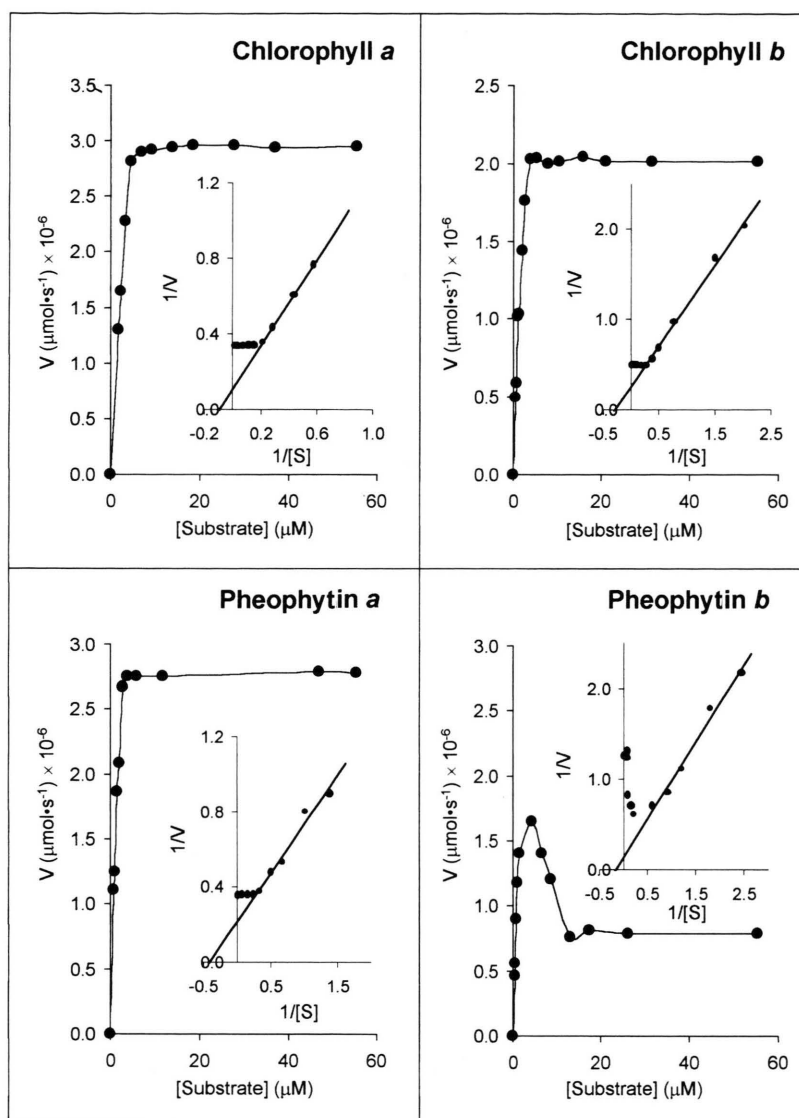 Chlorophyll a
V (μmol•s⁻¹) × 10⁻⁶
3.5
3.0
2.5
2.0
1.5
1.0
0.5
0.0
0 20 40 60
[Substrate] (μM)
1/V
1.2
0.8
0.4
0.0
-0.2 0.2 0.6 1.0
1/[S]
Chlorophyll b
V (μmol•s⁻¹) × 10⁻⁶
2.5
2.0
1.5
1.0
0.5
0.0
0 20 40 60
[Substrate] (μM)
1/V
2.0
1.0
0.0
-0.5 0.5 1.5 2.5
1/[S]
Pheophytin a
V (μmol•s⁻¹) × 10⁻⁶
3.0
2.5
2.0
1.5
1.0
0.5
0.0
0 20 40 60
[Substrate] (μM)
1/V
1.2
0.8
0.4
0.0
-0.5 0.5 1.5
1/[S]
Pheophytin b
V (μmol•s⁻¹) × 10⁻⁶
3.0
2.5
2.0
1.5
1.0
0.5
0.0
0 20 40 60
[Substrate] (μM)
1/V
2.0
1.0
0.0
-0.5 0.5 1.5 2.5
1/[S]